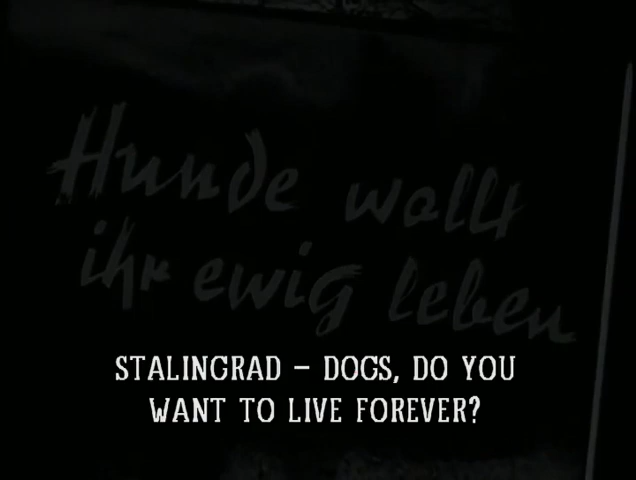 Hunde wollt
ihr ewig leben
STALINGRAD – DOGS, DO YOU
WANT TO LIVE FOREVER?